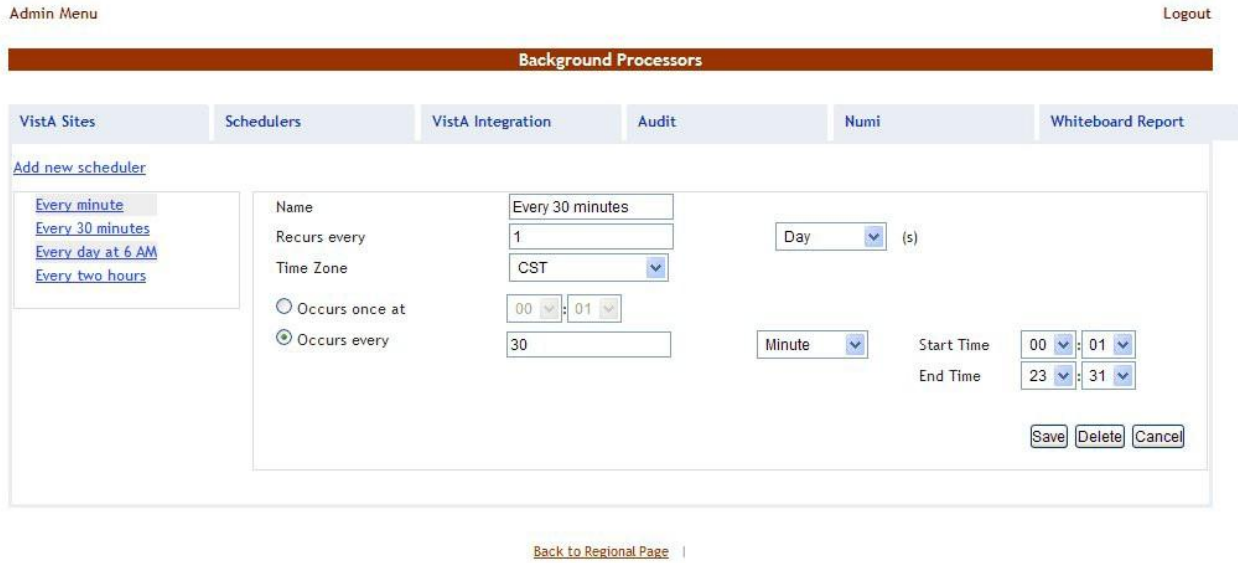 Admin Menu Logout
Background Processors
VistA Sites Schedulers VistA Integration Audit Numi Whiteboard Report
Add new scheduler
Every minute
Every 30 minutes
Every day at 6 AM
Every two hours
Name Every 30 minutes
Recurs every 1 Day (s)
Time Zone CST
Occurs once at 00 : 01
Occurs every 30 Minute Start Time 00 : 01
End Time 23 : 31
Save Delete Cancel
Back to Regional Page |